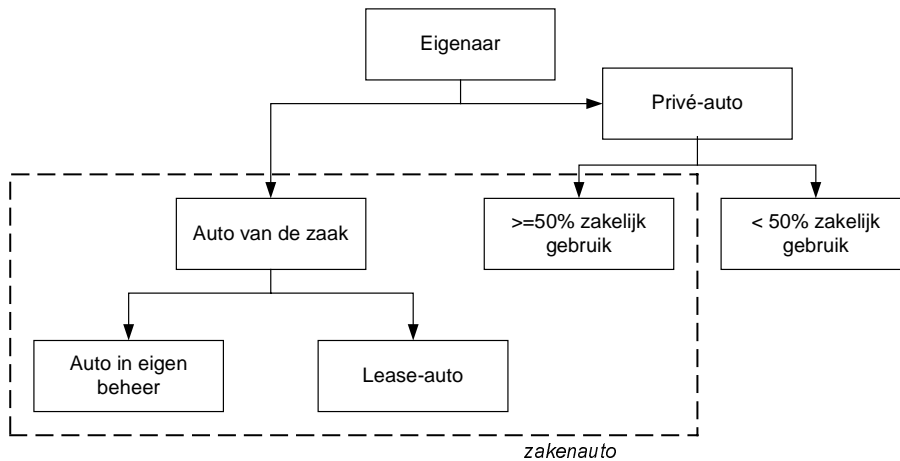 Eigenaar
Privé-auto
Auto van de zaak
>=50% zakelijk
gebruik
< 50% zakelijk
gebruik
Auto in eigen
beheer
Lease-auto
zakenauto